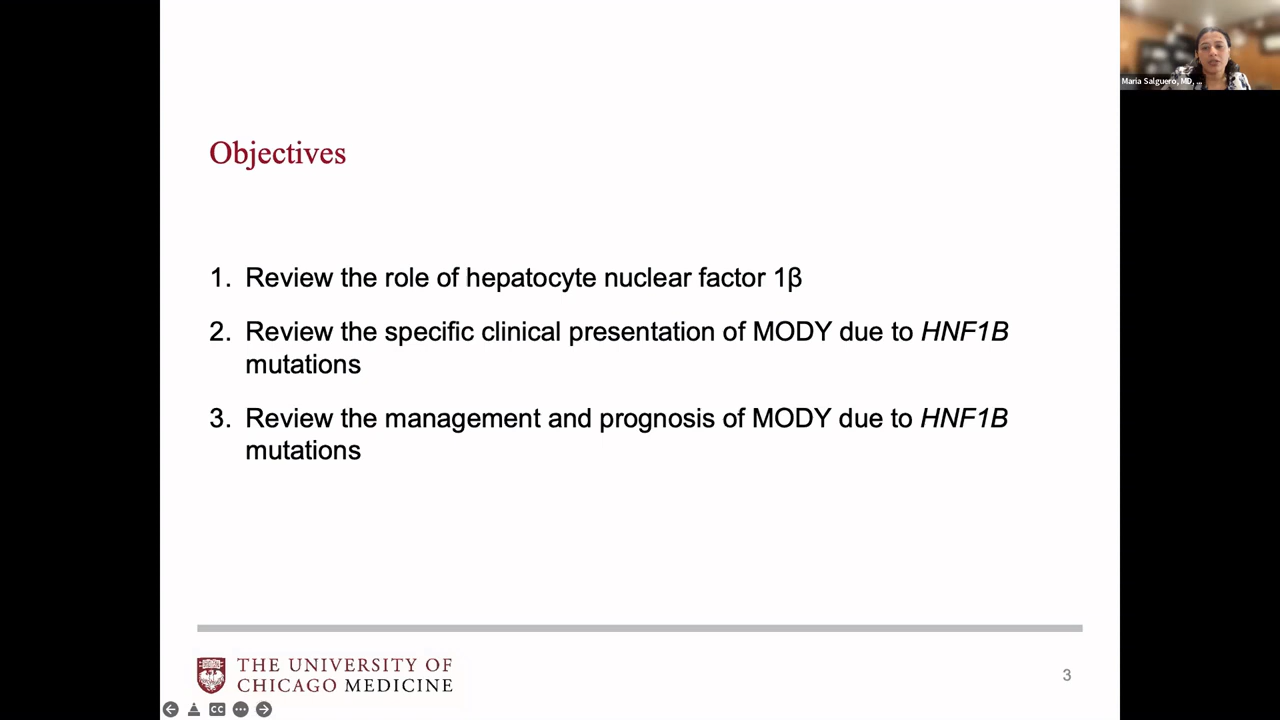 Maria Salguero, MD, ...
Objectives
1. Review the role of hepatocyte nuclear factor 1β
2. Review the specific clinical presentation of MODY due to HNF1B
mutations
3. Review the management and prognosis of MODY due to HNF1B
mutations
THE UNIVERSITY OF
CHICAGO MEDICINE
3
CC